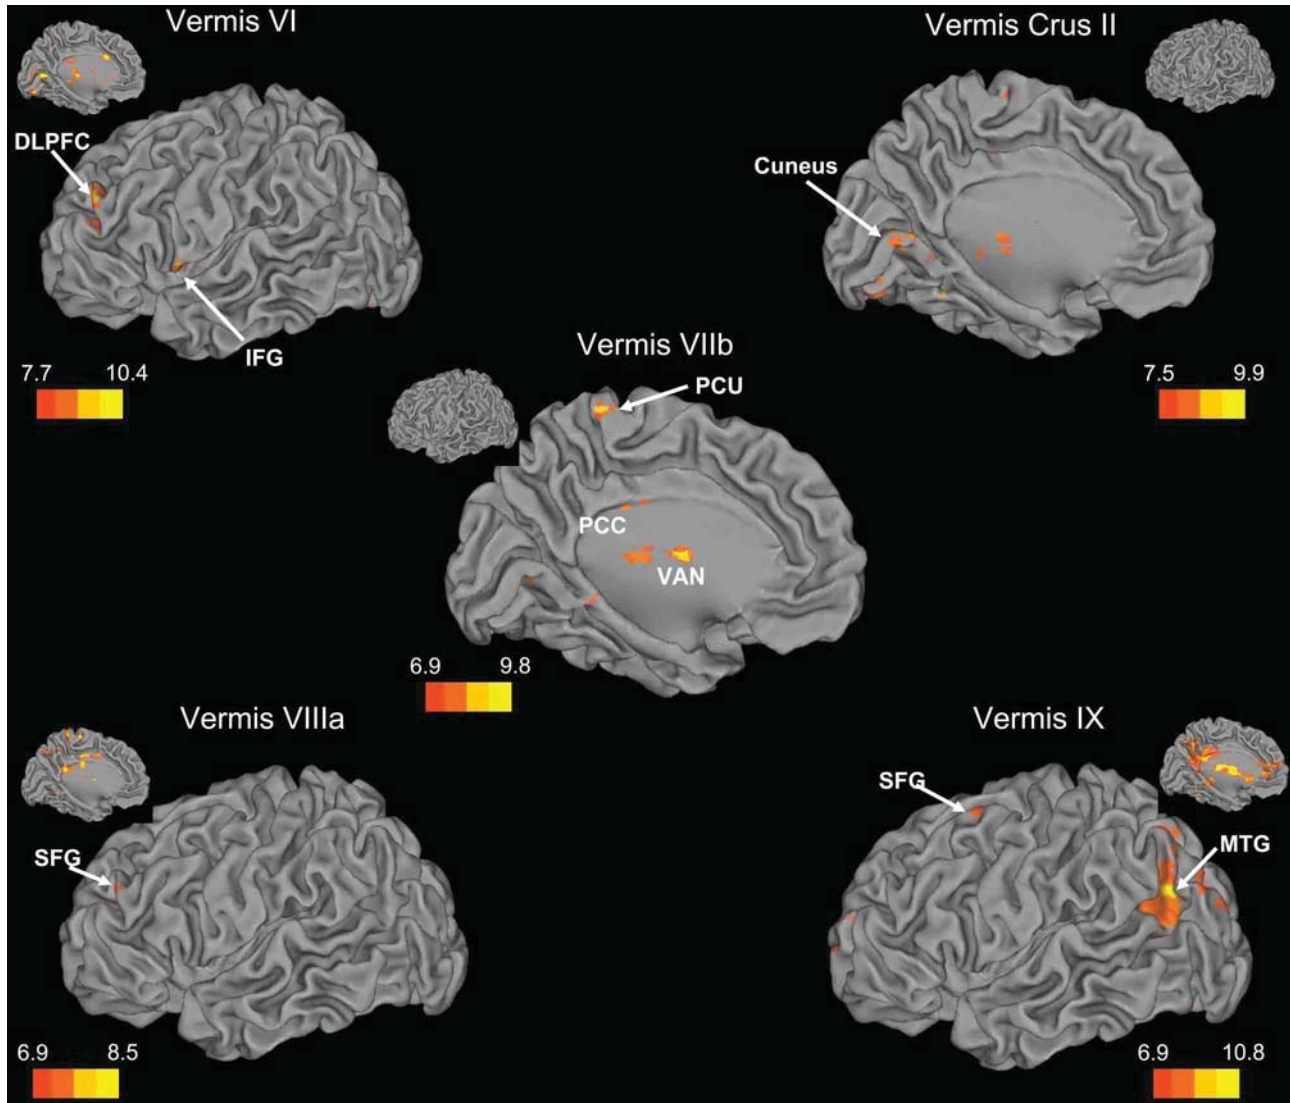 Vermis VI
DLPFC
IFG
7.7 10.4
Vermis Crus II
Cuneus
7.5 9.9
Vermis VIIb
PCU
PCC
VAN
6.9 9.8
Vermis VIIIa
SFG
6.9 8.5
Vermis IX
SFG
MTG
6.9 10.8